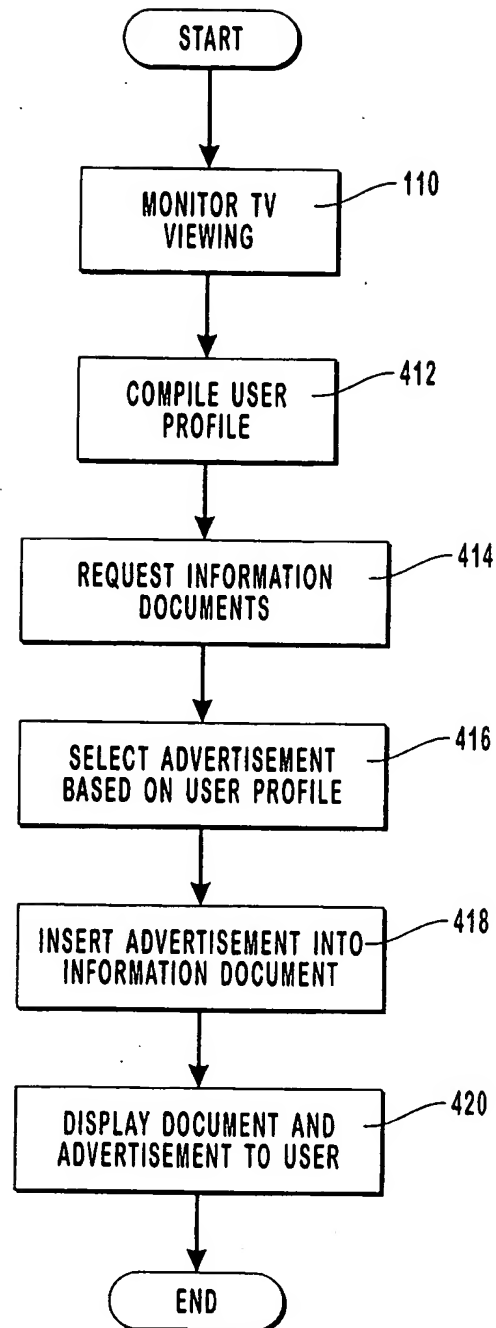 START
110
MONITOR TV
VIEWING
412
COMPILE USER
PROFILE
414
REQUEST INFORMATION
DOCUMENTS
416
SELECT ADVERTISEMENT
BASED ON USER PROFILE
418
INSERT ADVERTISEMENT INTO
INFORMATION DOCUMENT
420
DISPLAY DOCUMENT AND
ADVERTISEMENT TO USER
END